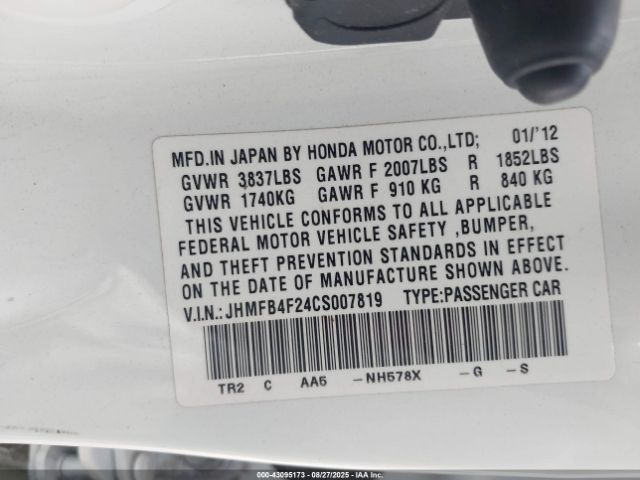 MFD.IN JAPAN BY HONDA MOTOR CO.,LTD; 01/'12
GVWR 3837LBS GAWR F 2007LBS R 1852LBS
GVWR 1740KG GAWR F 910 KG R 840 KG
THIS VEHICLE CONFORMS TO ALL APPLICABLE
FEDERAL MOTOR VEHICLE SAFETY ,BUMPER,
AND THEFT PREVENTION STANDARDS IN EFFECT
ON THE DATE OF MANUFACTURE SHOWN ABOVE.
V.I.N.:JHMFB4F24CS007819 TYPE:PASSENGER CAR
TR2 C AA5 -NH578X -G -S
© 43095173 - 08/27/2025 - IAAI, Inc.